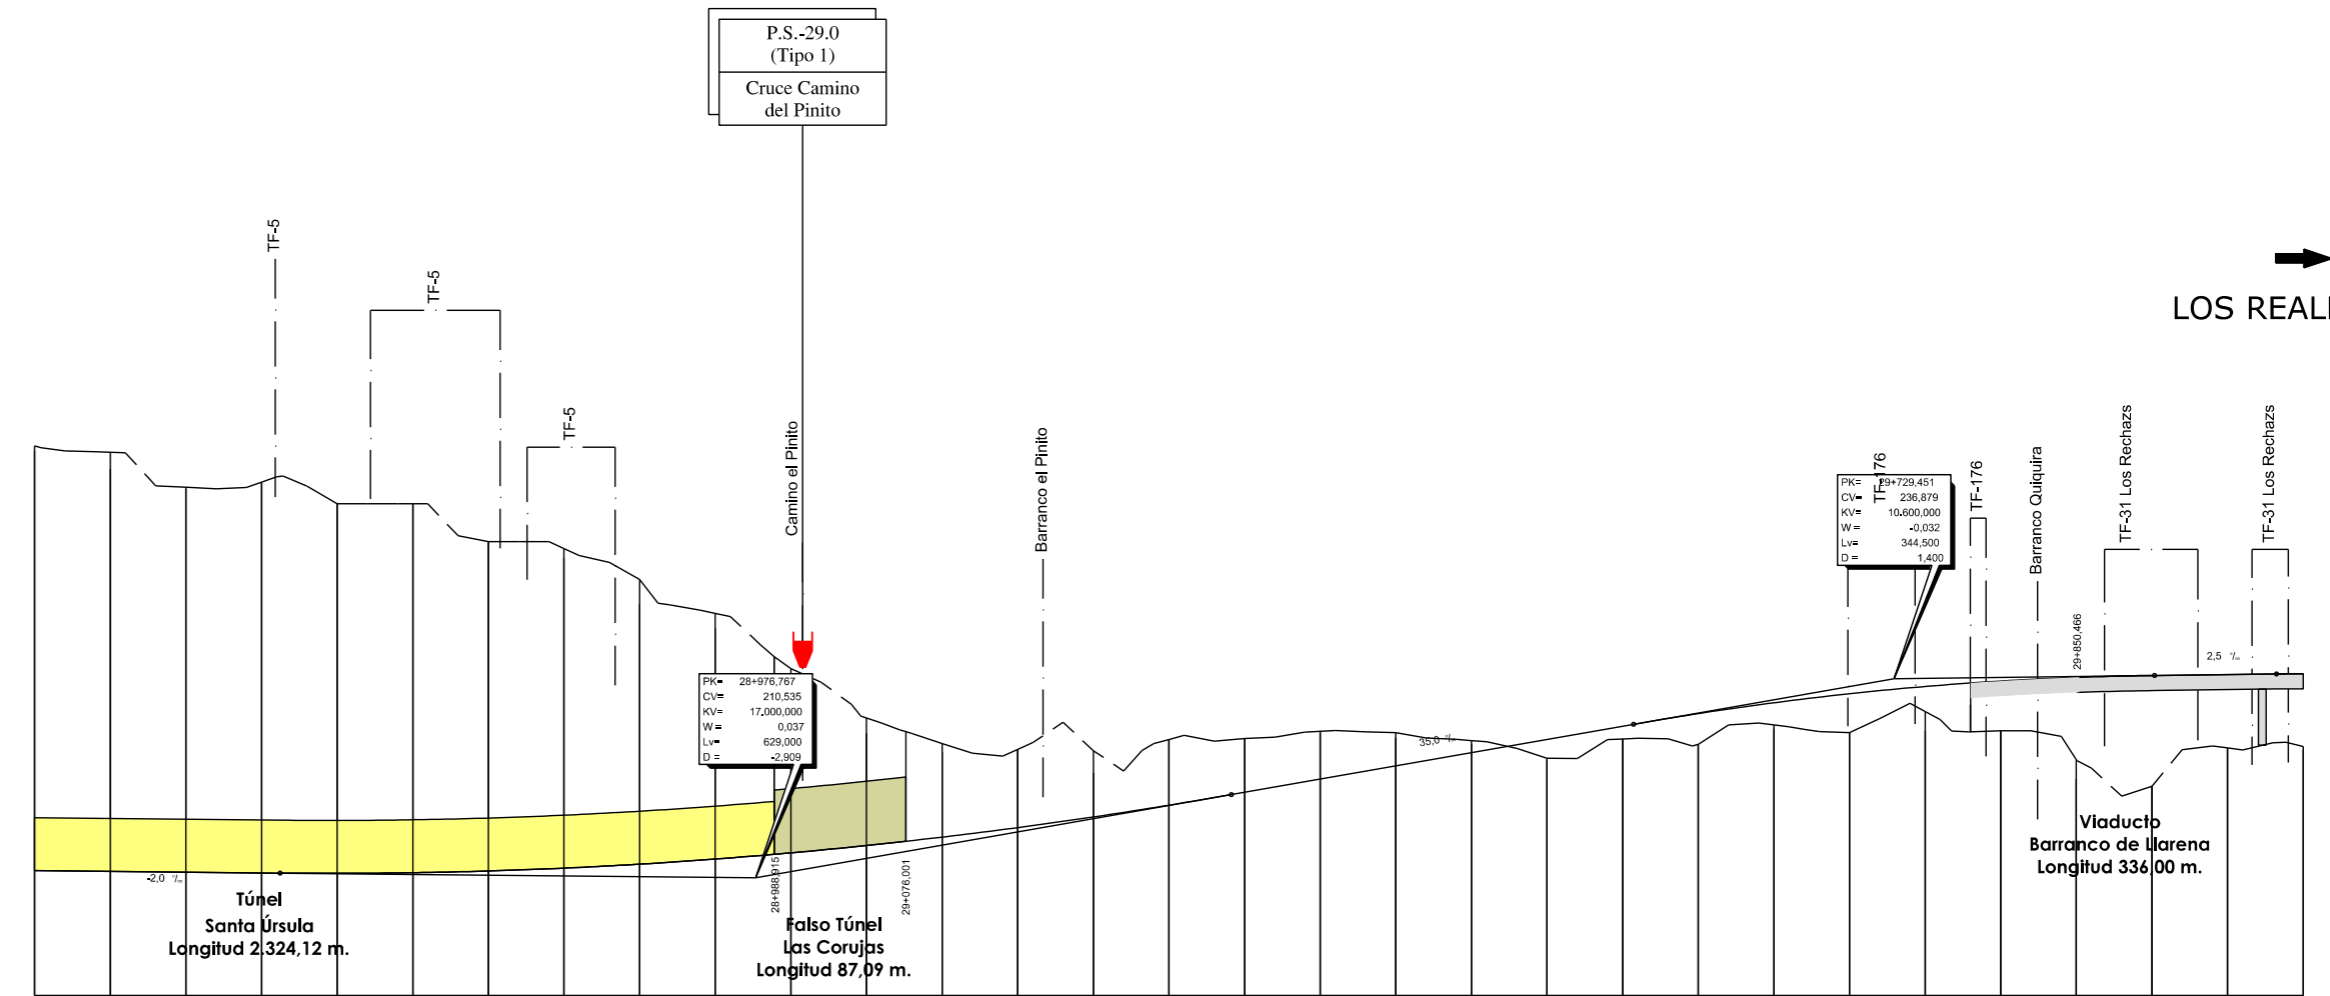 P.S.-29.0
(Tipo 1)
Cruce Camino
del Pinito
TF-5
TF-5
TF-5
Camino el Pinito
Barranco el Pinito
TF-176
TF-176
Barranco Quiquira
TF-31 Los Rechazs
TF-31 Los Rechazs
LOS REALE
PK= 28+976,767
CV= 210,535
KV= 17.000,000
W = 0,037
Lv= 629,000
D = -2,909
PK= 29+729,451
CV= 236,879
KV= 10.600,000
W = -0,032
Lv= 344,500
D = 1,400
29+850,466
2,5 °/₀₀
35,0 °/₀₀
-2,0 °/₀₀
28+988,915
29+076,001
Túnel
Santa Úrsula
Longitud 2.324,12 m.
Falso Túnel
Las Corujas
Longitud 87,09 m.
Viaducto
Barranco de Llarena
Longitud 336,00 m.